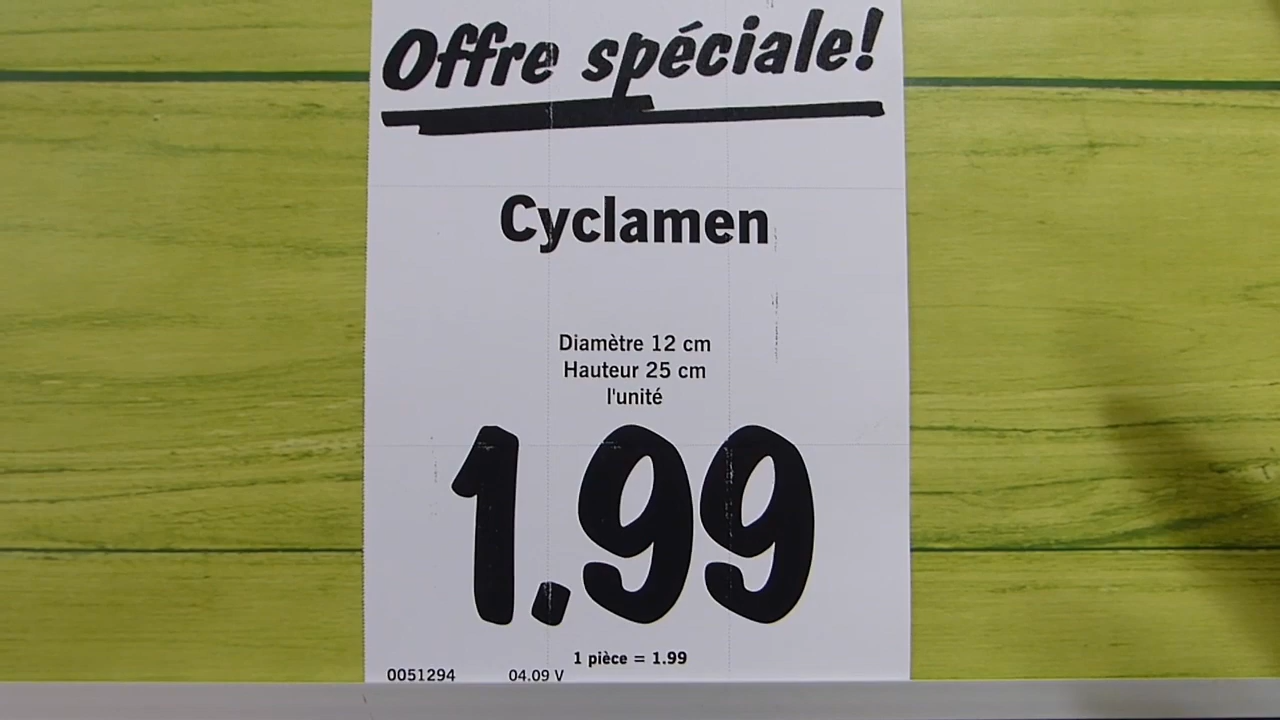 Offre spéciale!
Cyclamen
Diamètre 12 cm
Hauteur 25 cm
l'unité
1.99
1 pièce = 1.99
0051294 04.09 V